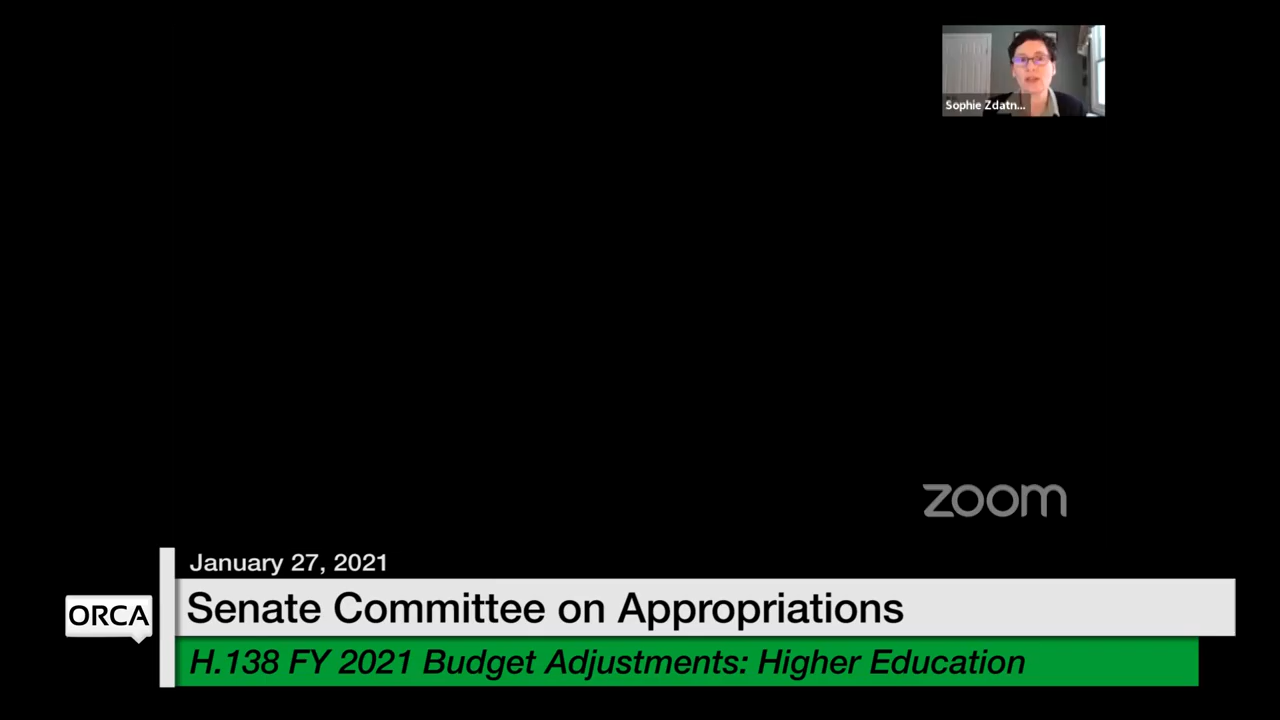 Sophie Zdatn...
zoom
January 27, 2021
Senate Committee on Appropriations
ORCA
H.138 FY 2021 Budget Adjustments: Higher Education